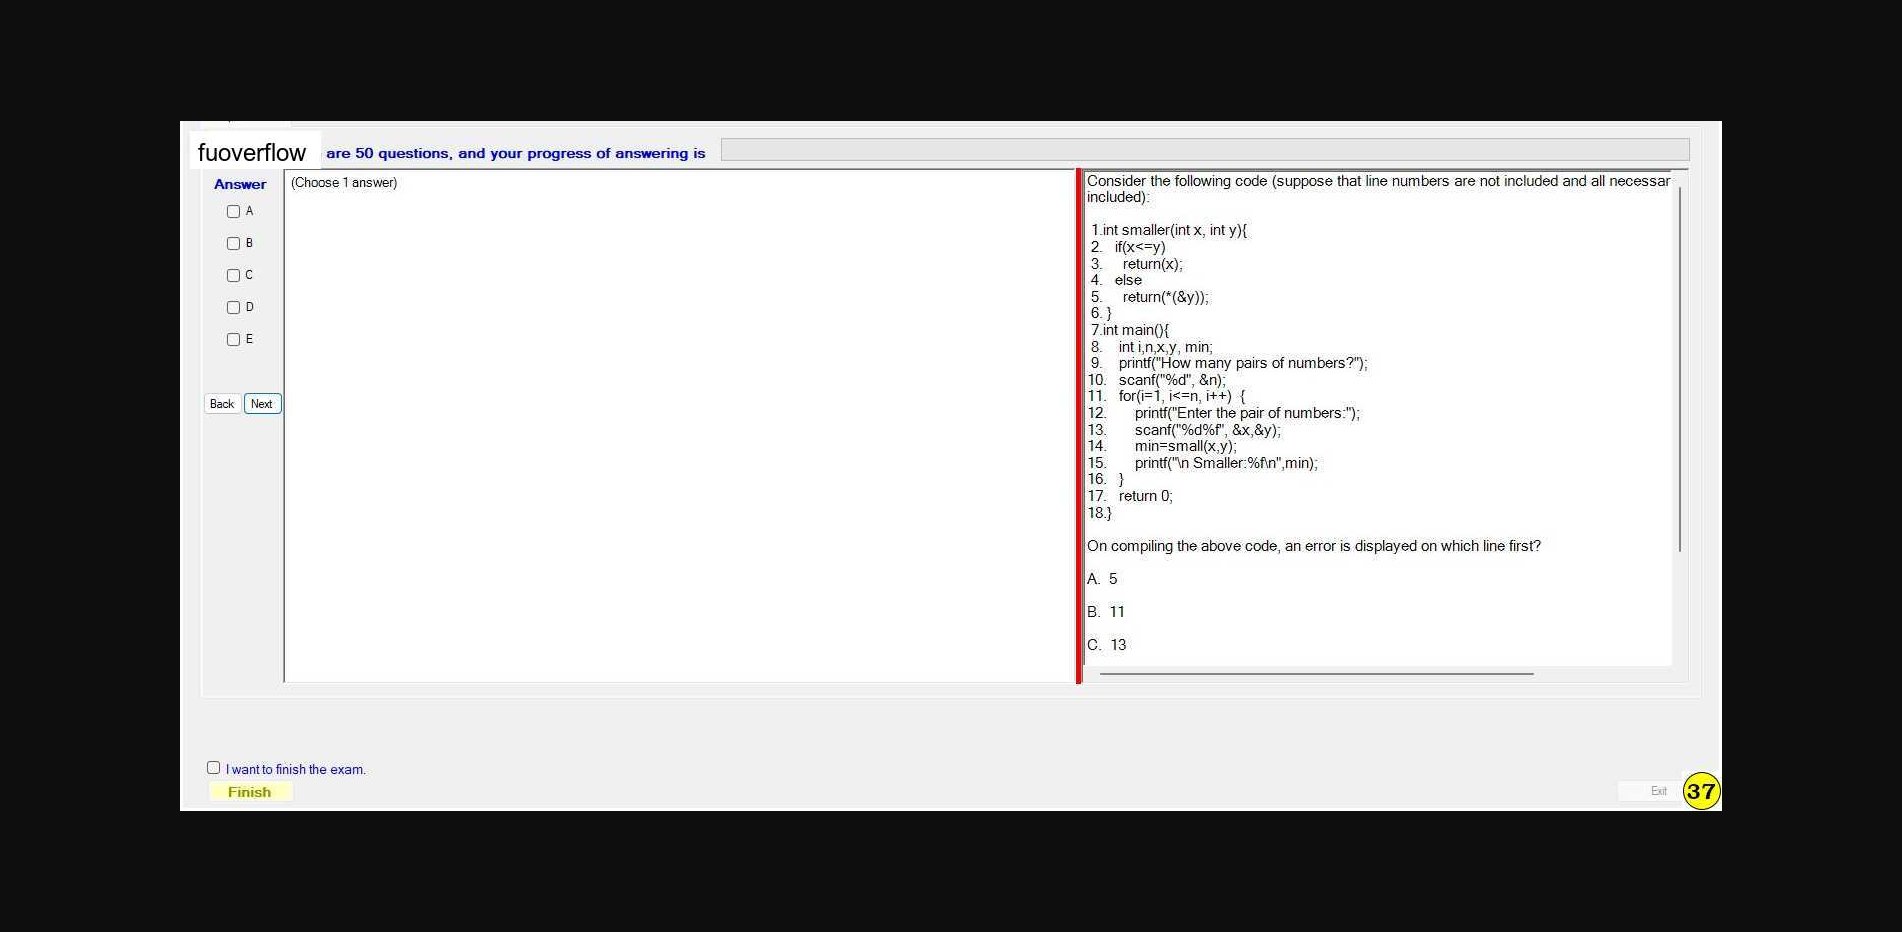 fuoverflow are 50 questions, and your progress of answering is
Answer
A
B
C
D
E
Back Next
(Choose 1 answer)
Consider the following code (suppose that line numbers are not included and all necessar
included):
1.int smaller(int x, int y){
2. if(x<=y)
3. return(x);
4. else
5. return(*(&y));
6. }
7.int main(){
8. int i,n,x,y, min;
9. printf("How many pairs of numbers?");
10. scanf("%d", &n);
11. for(i=1, i<=n, i++) {
12. printf("Enter the pair of numbers:");
13. scanf("%d%f", &x,&y);
14. min=small(x,y);
15. printf("\n Smaller:%f\n",min);
16. }
17. return 0;
18.}
On compiling the above code, an error is displayed on which line first?
A. 5
B. 11
C. 13
I want to finish the exam.
Finish
Exit
37